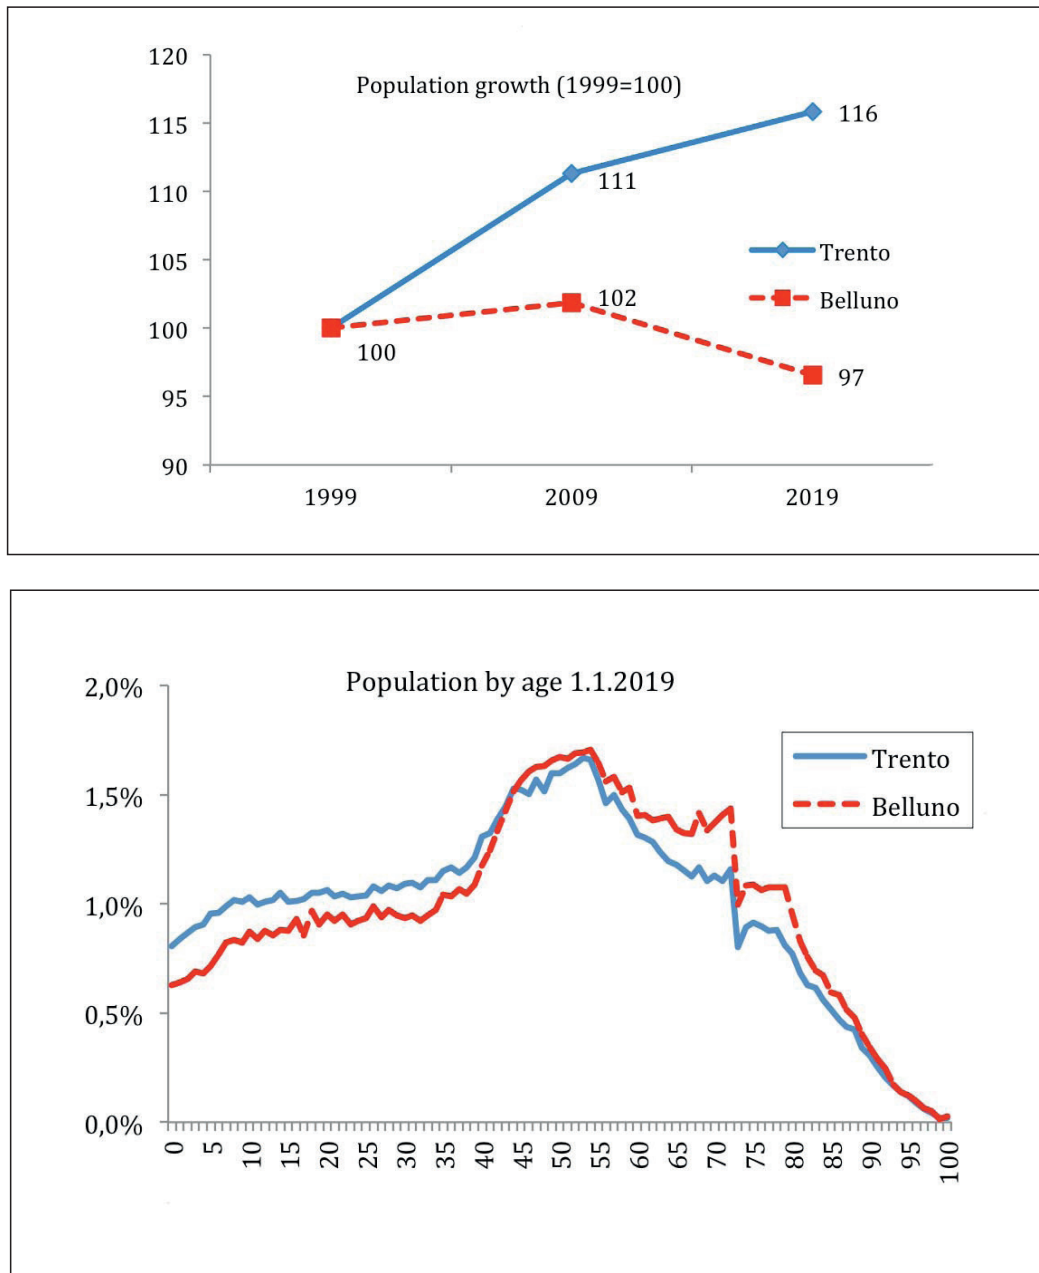 Population growth (1999=100)
120
115
110
105
100
95
90
116
111
102
100
97
Trento
Belluno
1999 2009 2019
Population by age 1.1.2019
2,0%
1,5%
1,0%
0,5%
0,0%
Trento
Belluno
0 5 10 15 20 25 30 35 40 45 50 55 60 65 70 75 80 85 90 95 100